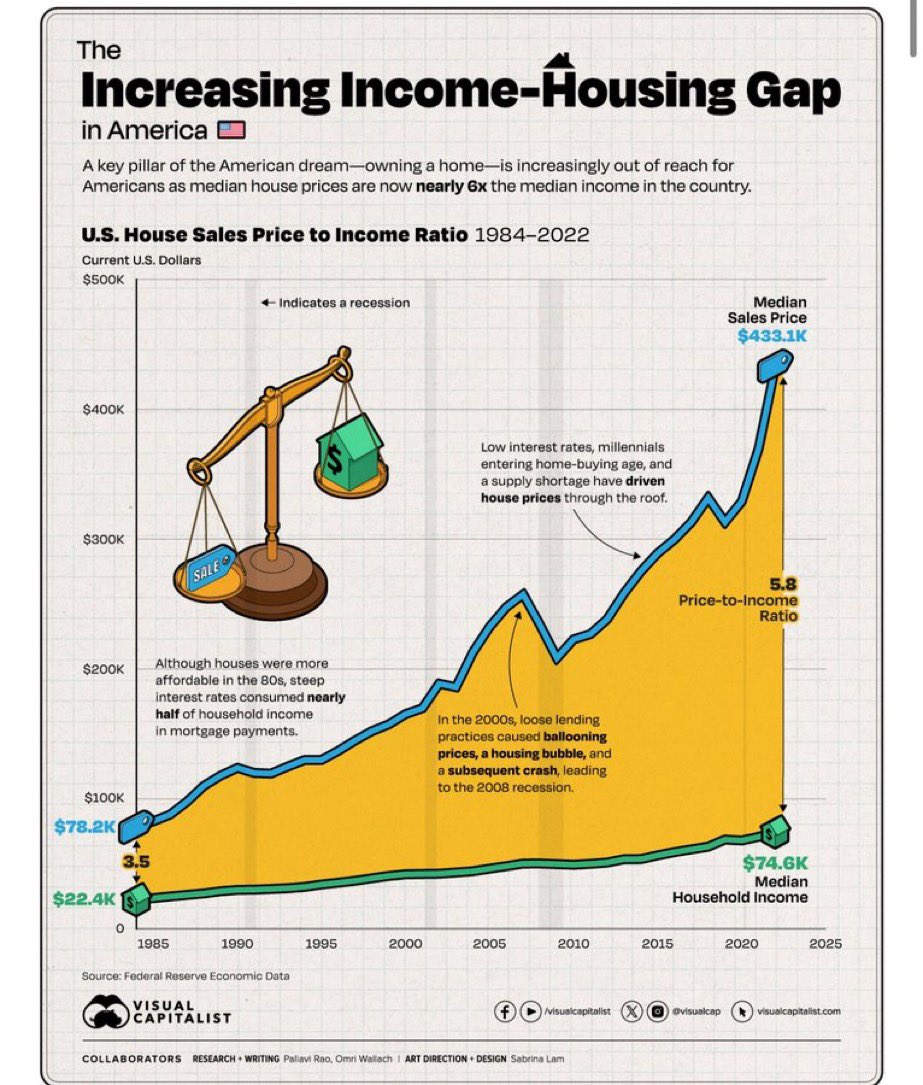 The
Increasing Income-Housing Gap
in America
A key pillar of the American dream—owning a home—is increasingly out of reach for
Americans as median house prices are now nearly 6x the median income in the country.
U.S. House Sales Price to Income Ratio 1984–2022
Current U.S. Dollars
$500K
← Indicates a recession
Median
Sales Price
$433.1K
$400K
Low interest rates, millennials
entering home-buying age, and
a supply shortage have driven
house prices through the roof.
$
$300K
SALE
5.8
Price-to-Income
Ratio
$200K
Although houses were more
affordable in the 80s, steep
interest rates consumed nearly
half of household income
in mortgage payments.
In the 2000s, loose lending
practices caused ballooning
prices, a housing bubble, and
a subsequent crash, leading
to the 2008 recession.
$100K
$78.2K
3.5
$
$22.4K
$
$74.6K
Median
Household Income
0
1985 1990 1995 2000 2005 2010 2015 2020 2025
Source: Federal Reserve Economic Data
VISUAL
CAPITALIST
/visualcapitalist @visualcap visualcapitalist.com
COLLABORATORS RESEARCH + WRITING Pallavi Rao, Omri Wallach | ART DIRECTION + DESIGN Sabrina Lam